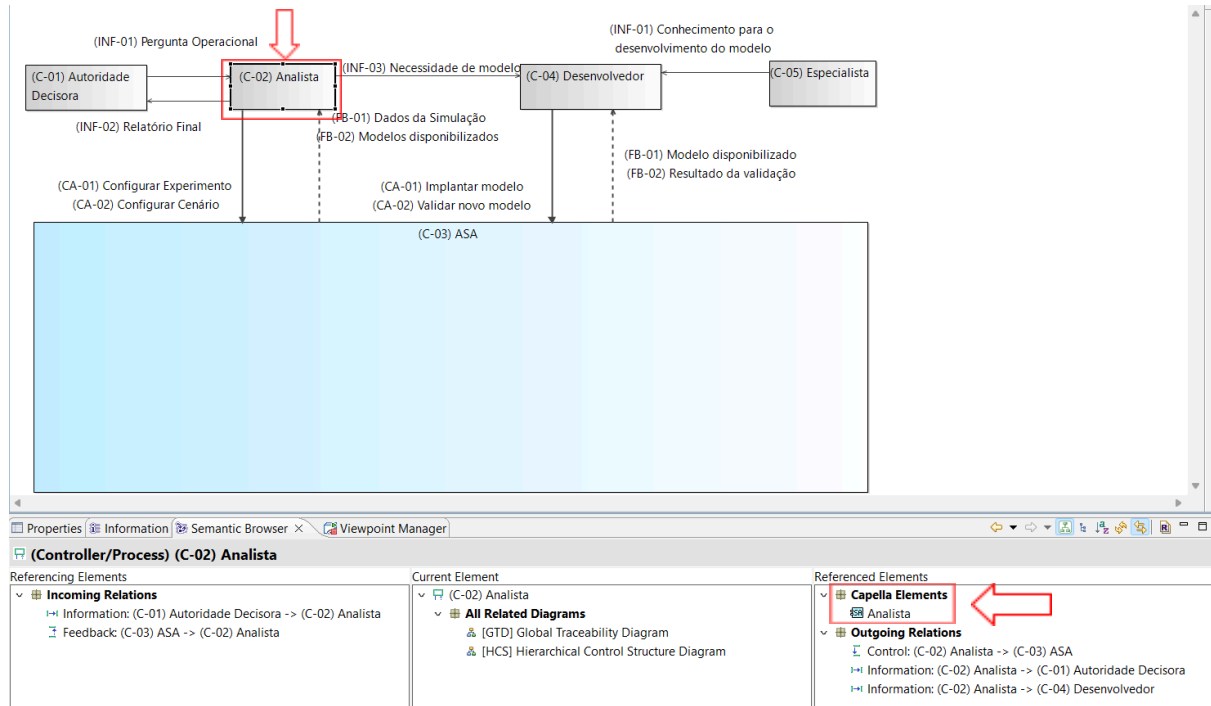 (INF-01) Pergunta Operacional
(INF-01) Conhecimento para o
desenvolvimento do modelo
(C-01) Autoridade
Decisora
(C-02) Analista
(INF-03) Necessidade de modelo
(C-04) Desenvolvedor
(C-05) Especialista
(INF-02) Relatório Final
(FB-01) Dados da Simulação
(FB-02) Modelos disponibilizados
(FB-01) Modelo disponibilizado
(FB-02) Resultado da validação
(CA-01) Configurar Experimento
(CA-02) Configurar Cenário
(CA-01) Implantar modelo
(CA-02) Validar novo modelo
(C-03) ASA
Properties Information Semantic Browser Viewpoint Manager
(Controller/Process) (C-02) Analista
Referencing Elements
Incoming Relations
Information: (C-01) Autoridade Decisora -> (C-02) Analista
Feedback: (C-03) ASA -> (C-02) Analista
Current Element
(C-02) Analista
All Related Diagrams
[GTD] Global Traceability Diagram
[HCS] Hierarchical Control Structure Diagram
Referenced Elements
Capella Elements
Analista
Outgoing Relations
Control: (C-02) Analista -> (C-03) ASA
Information: (C-02) Analista -> (C-01) Autoridade Decisora
Information: (C-02) Analista -> (C-04) Desenvolvedor